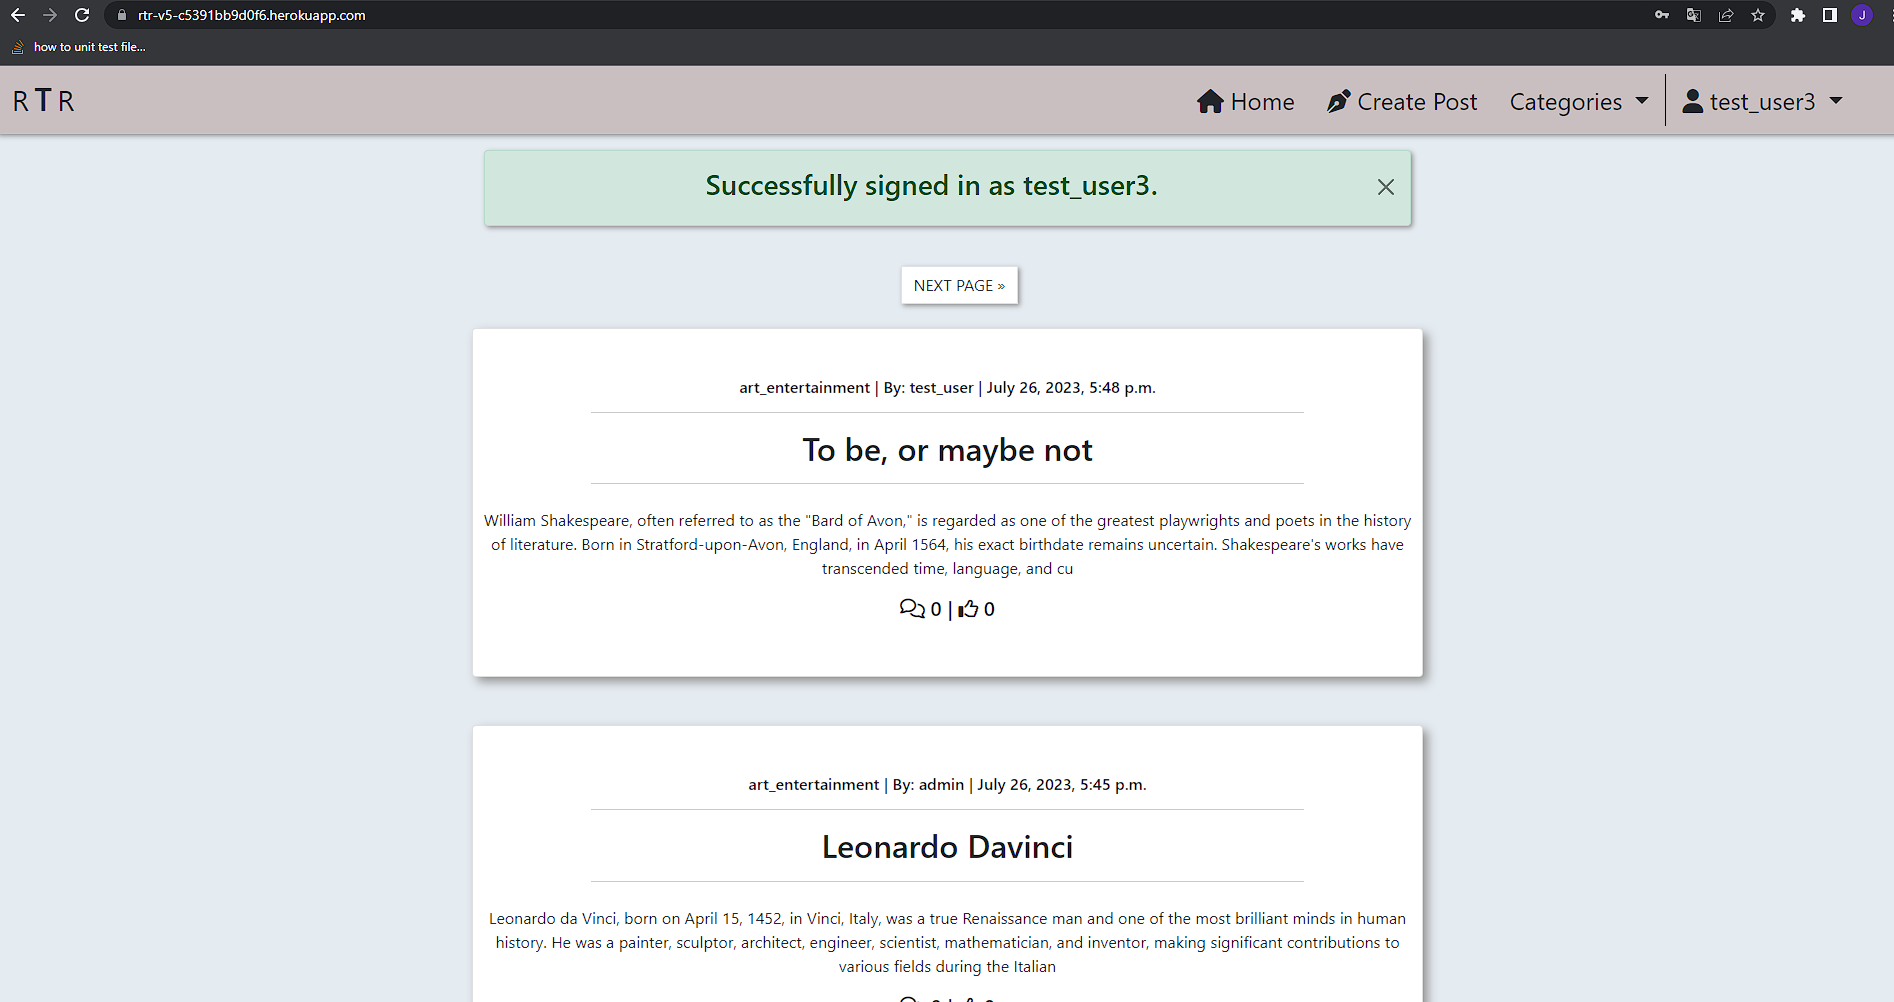 rtr-v5-c5391bb9d0f6.herokuapp.com
J
how to unit test file...
R T R
Home
Create Post
Categories
test_user3
Successfully signed in as test_user3.
NEXT PAGE »
art_entertainment | By: test_user | July 26, 2023, 5:48 p.m.
To be, or maybe not
William Shakespeare, often referred to as the "Bard of Avon," is regarded as one of the greatest playwrights and poets in the history
of literature. Born in Stratford-upon-Avon, England, in April 1564, his exact birthdate remains uncertain. Shakespeare's works have
transcended time, language, and cu
0 | 0
art_entertainment | By: admin | July 26, 2023, 5:45 p.m.
Leonardo Davinci
Leonardo da Vinci, born on April 15, 1452, in Vinci, Italy, was a true Renaissance man and one of the most brilliant minds in human
history. He was a painter, sculptor, architect, engineer, scientist, mathematician, and inventor, making significant contributions to
various fields during the Italian